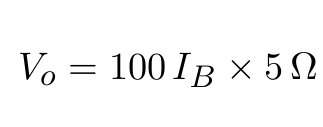 V_o = 100 I_B × 5 Ω